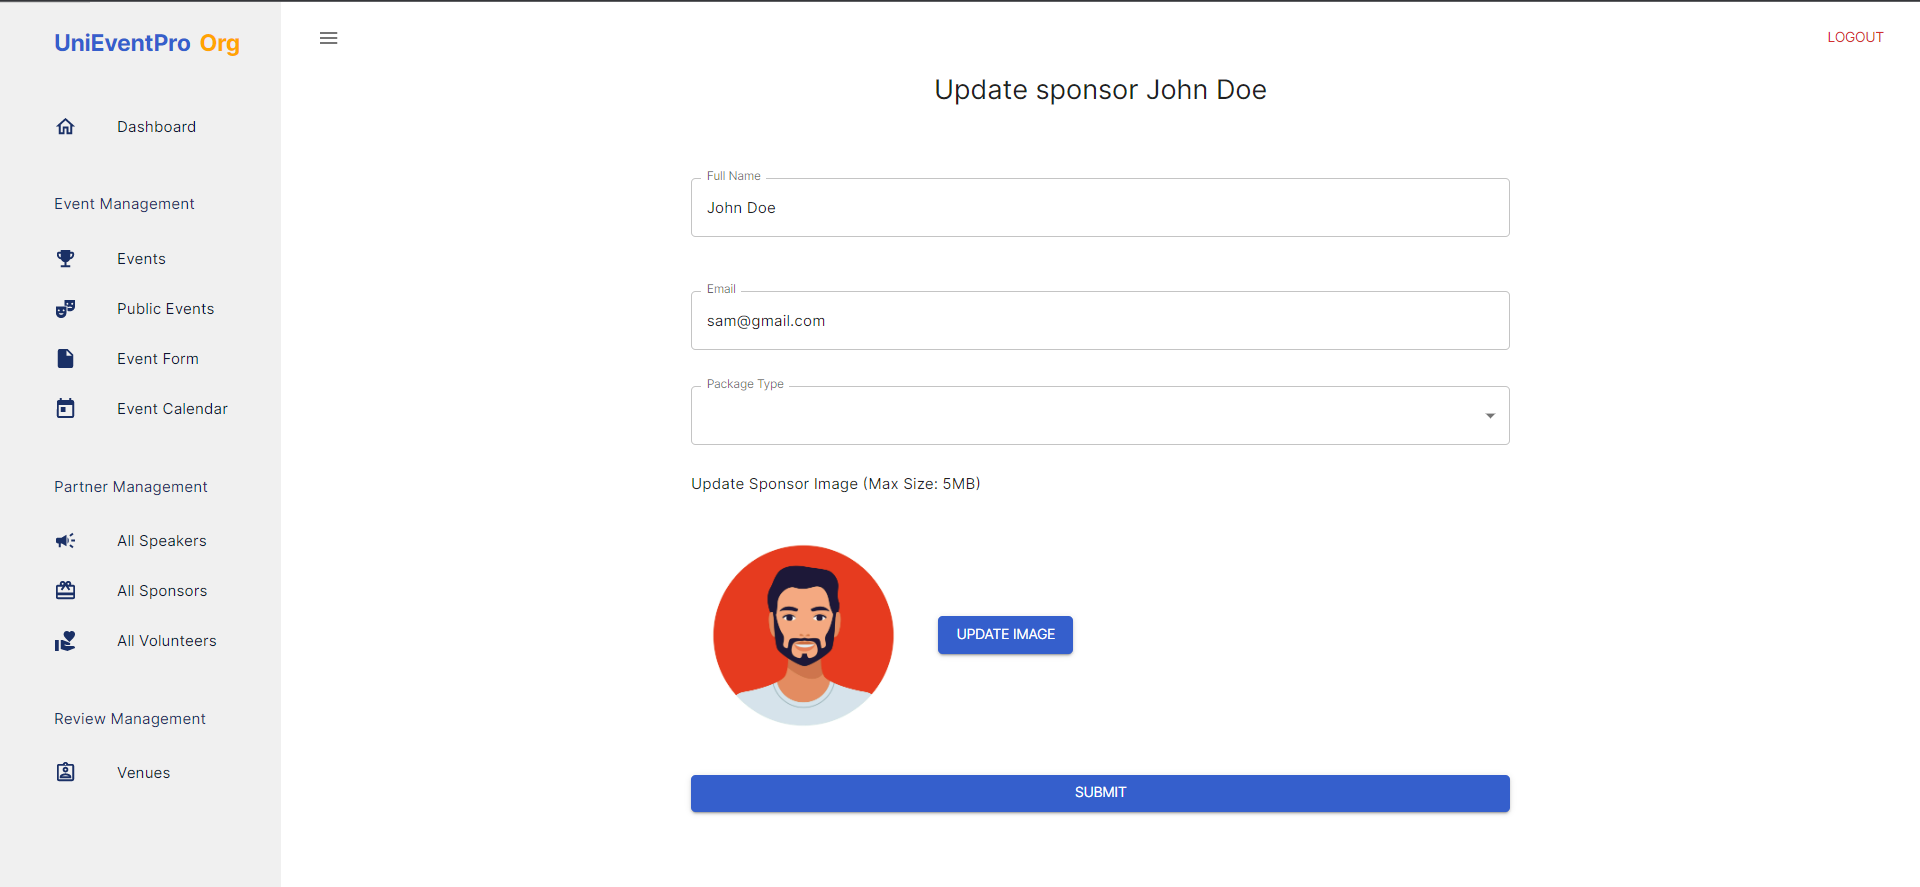 UniEventPro Org
LOGOUT
Update sponsor John Doe
Dashboard
Event Management
Events
Public Events
Event Form
Event Calendar
Partner Management
All Speakers
All Sponsors
All Volunteers
Review Management
Venues
Full Name
John Doe
Email
sam@gmail.com
Package Type
Update Sponsor Image (Max Size: 5MB)
UPDATE IMAGE
SUBMIT